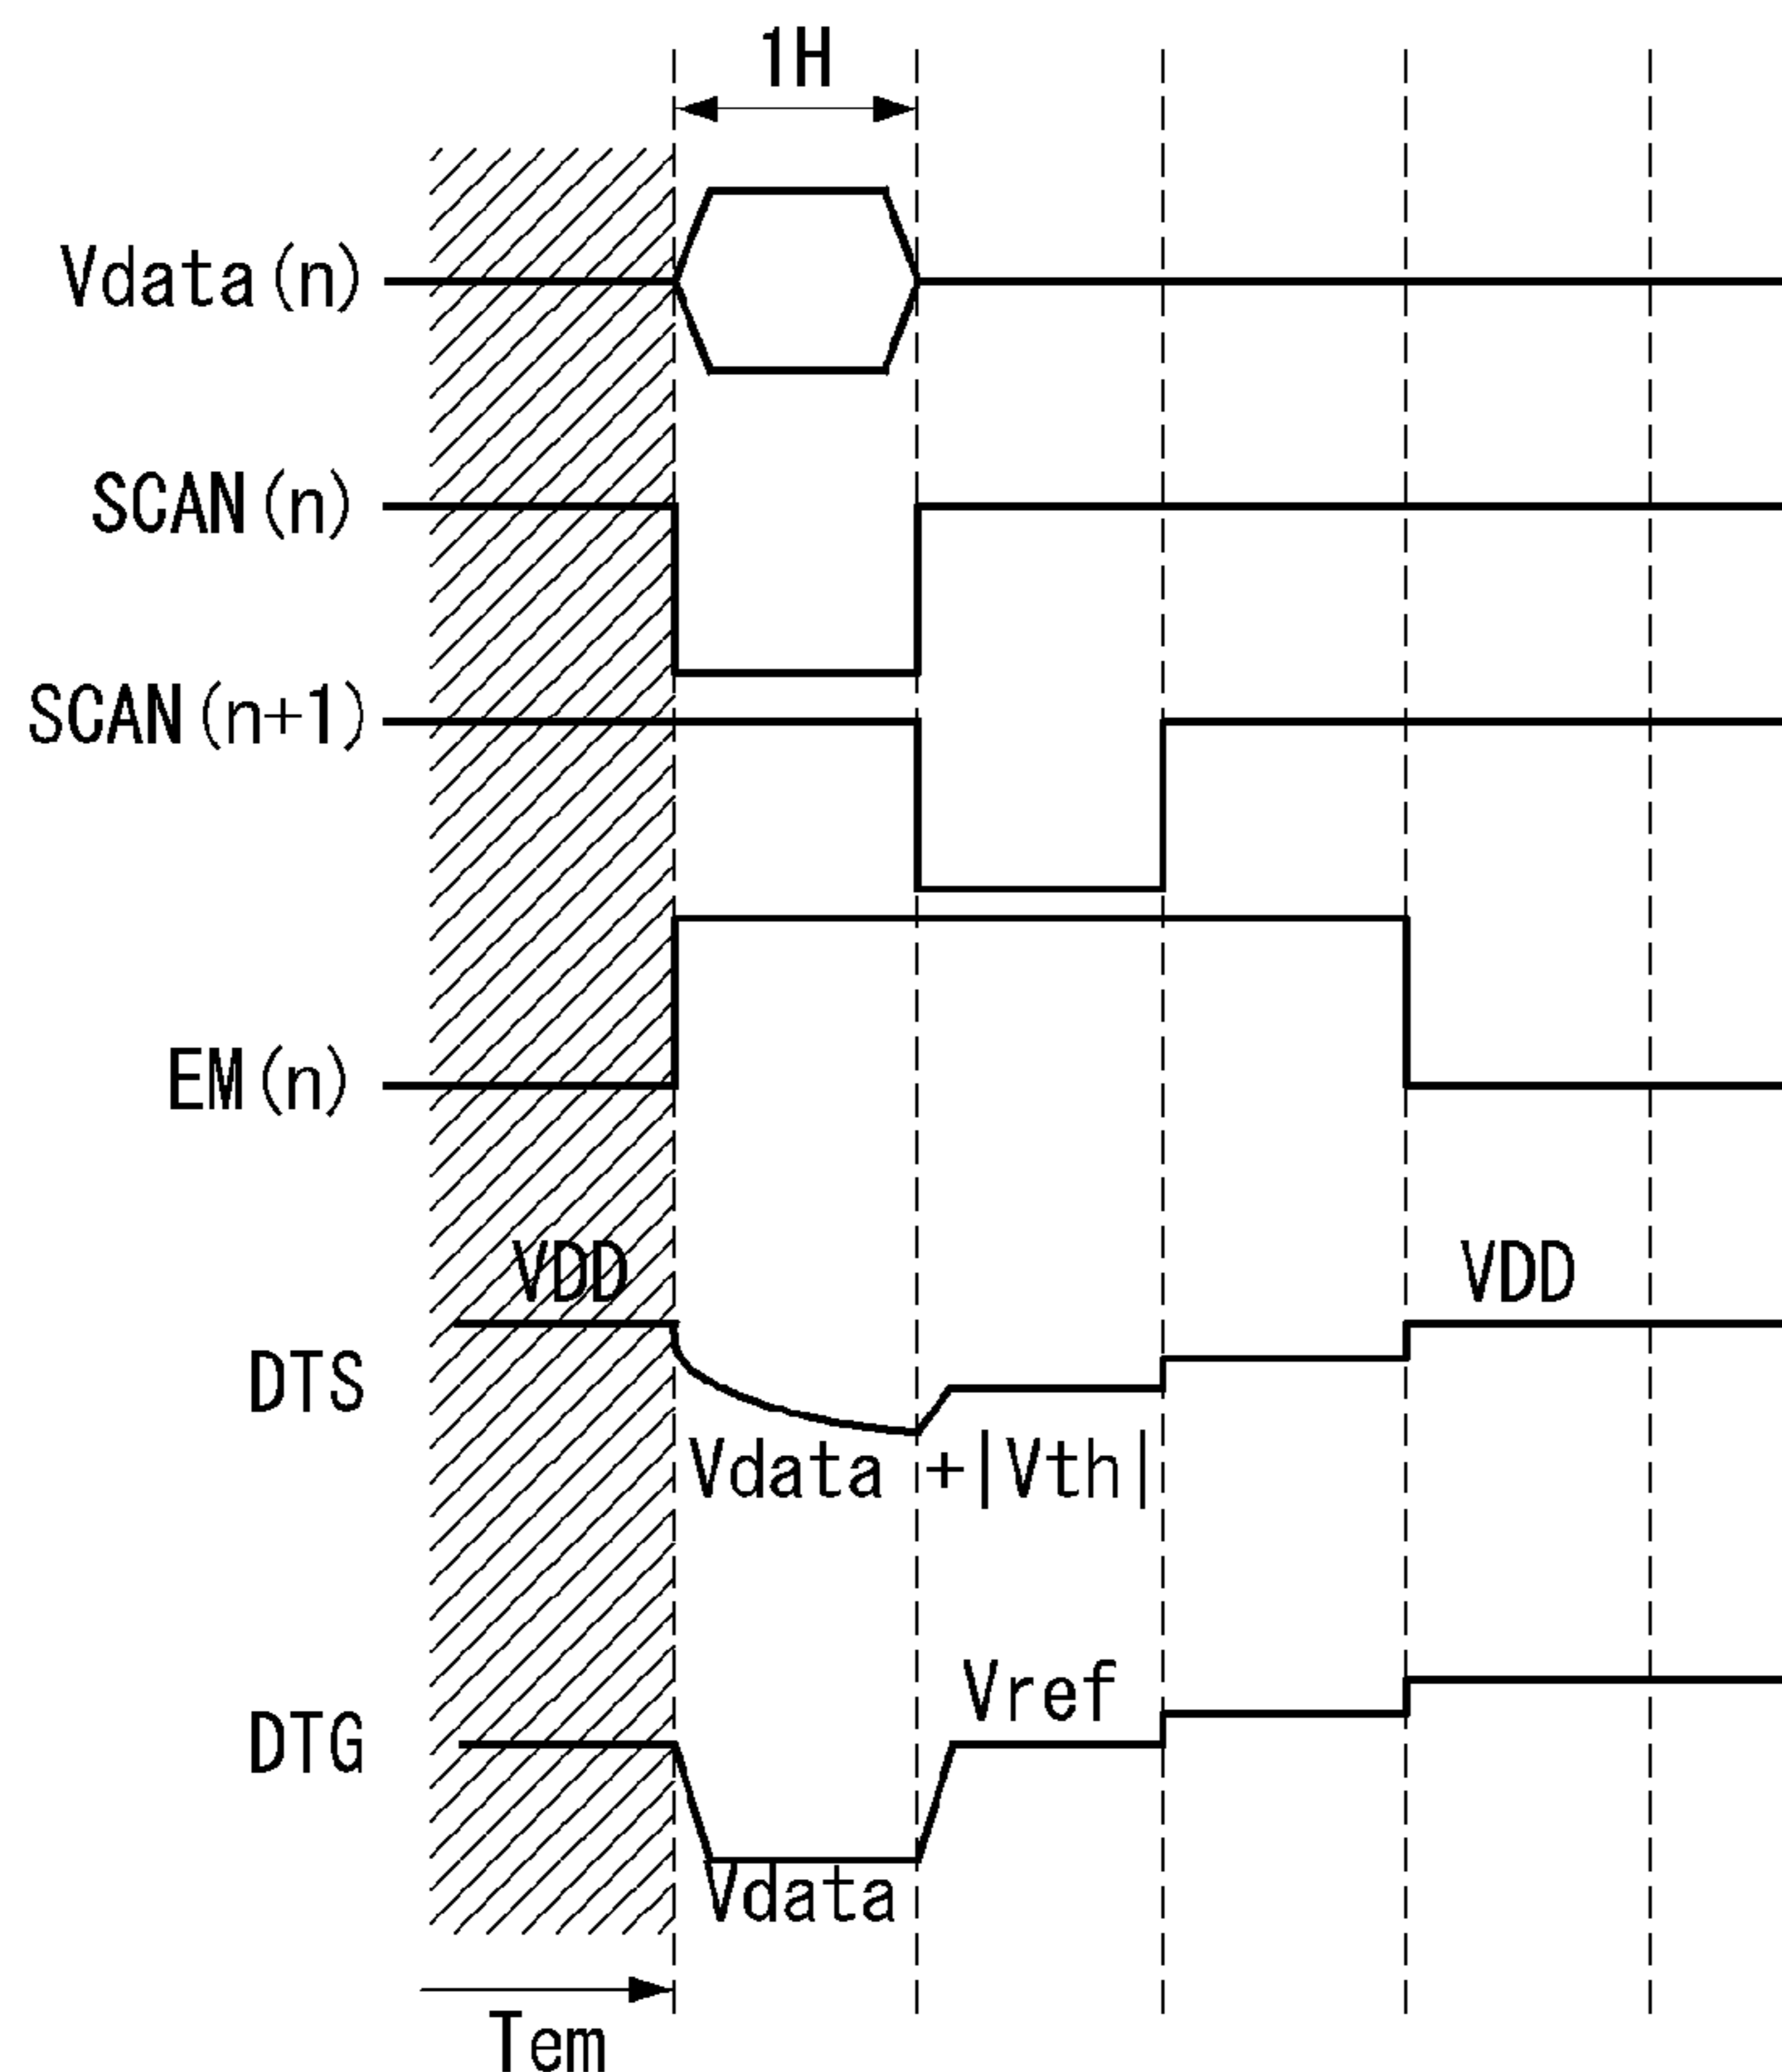 1H
Vdata(n)
SCAN(n)
SCAN(n+1)
EM(n)
VDD
VDD
DTS
Vdata +|Vth|
Vref
DTG
Vdata
Tem